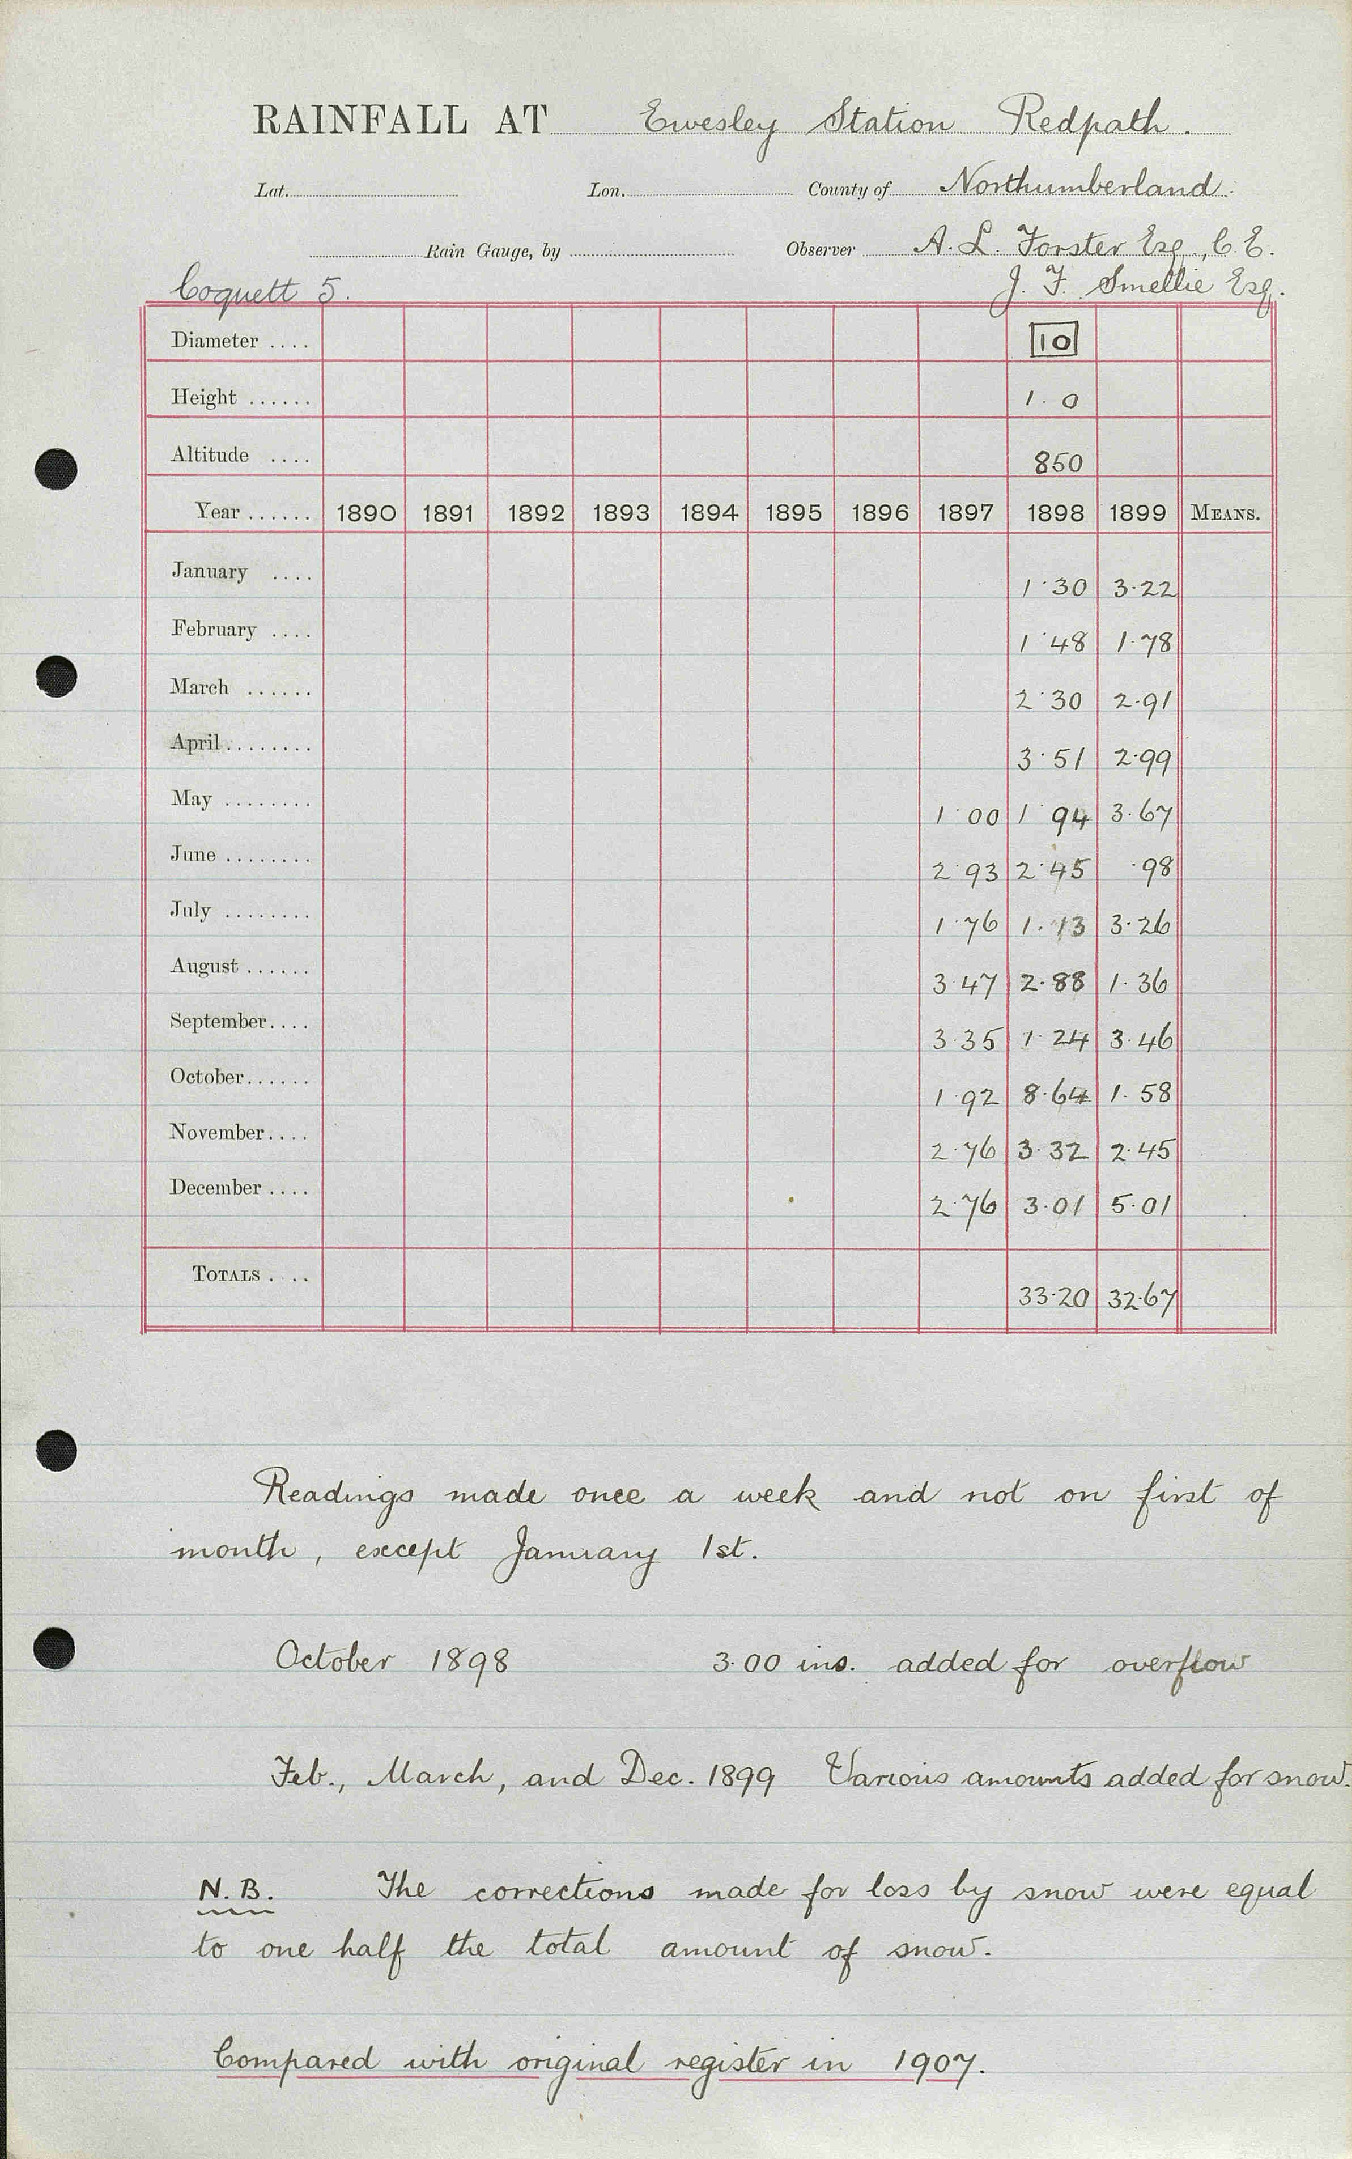 RAINFALL AT Ewesley Station Redpath.
Lat. Lon. County of Northumberland.
Rain Gauge, by Observer A. L. Forster Esq., C.E.
Coquett 5. J. F. Smellie Esq.
Diameter .... 10
Height ...... 1.0
Altitude .... 850
Year ...... 1890 1891 1892 1893 1894 1895 1896 1897 1898 1899 MEANS.
January .... 1.30 3.22
February .... 1.48 1.78
March ...... 2.30 2.91
April ........ 3.51 2.99
May ........ 1.00 1.94 3.67
June ........ 2.93 2.45 .98
July ........ 1.76 1.13 3.26
August ...... 3.47 2.88 1.36
September.... 3.35 1.24 3.46
October...... 1.92 8.64 1.58
November.... 2.76 3.32 2.45
December .... 2.76 3.01 5.01
TOTALS . .. 33.20 32.67
Readings made once a week and not on first of
month, except January 1st.
October 1898 3.00 ins. added for overflow
Feb., March, and Dec. 1899 Various amounts added for snow.
N.B. The corrections made for loss by snow were equal
to one half the total amount of snow.
Compared with original register in 1907.